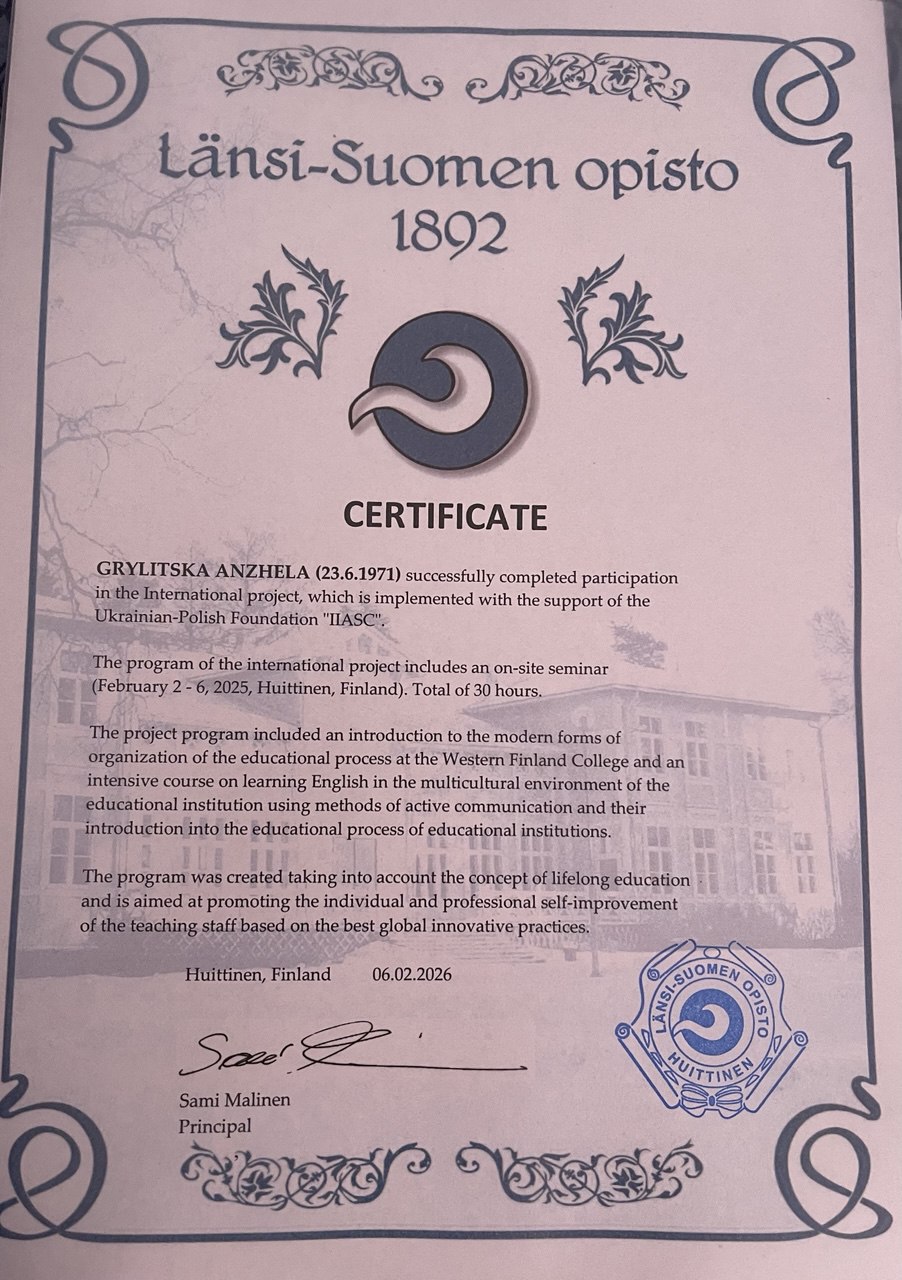 Länsi-Suomen opisto
1892
CERTIFICATE
GRYLITSKA ANZHELA (23.6.1971) successfully completed participation
in the International project, which is implemented with the support of the
Ukrainian-Polish Foundation "IIASC".
The program of the international project includes an on-site seminar
(February 2 - 6, 2025, Huittinen, Finland). Total of 30 hours.
The project program included an introduction to the modern forms of
organization of the educational process at the Western Finland College and an
intensive course on learning English in the multicultural environment of the
educational institution using methods of active communication and their
introduction into the educational process of educational institutions.
The program was created taking into account the concept of lifelong education
and is aimed at promoting the individual and professional self-improvement
of the teaching staff based on the best global innovative practices.
Huittinen, Finland 06.02.2026
LÄNSI-SUOMEN OPISTO
HUITTINEN
Sami Malinen
Principal